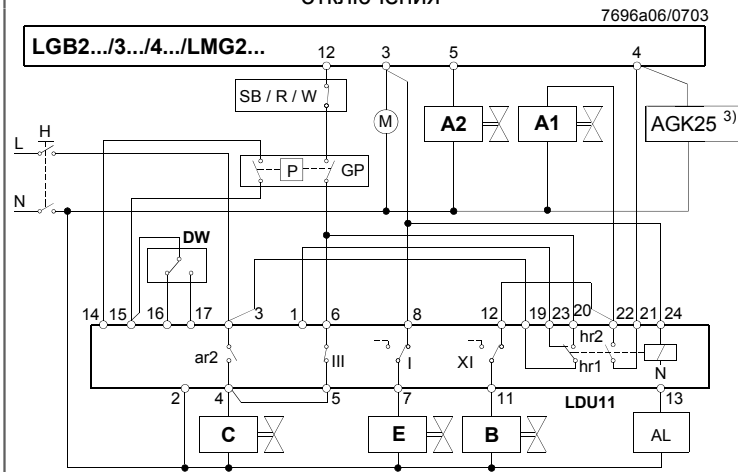 ОТКЛЮЧЕНИЯ
7696a06/0703
LGB2.../3.../4.../LMG2...
12 3 5 4
SB / R / W
M A2 A1 AGK25 3)
H
L
P GP
N
DW
14 15 16 17 3 1 6 8 12 19 23 20 22 21 24
ar2 III I XI hr2
hr1 N
2 4 5 7 11 LDU11 13
C E B AL